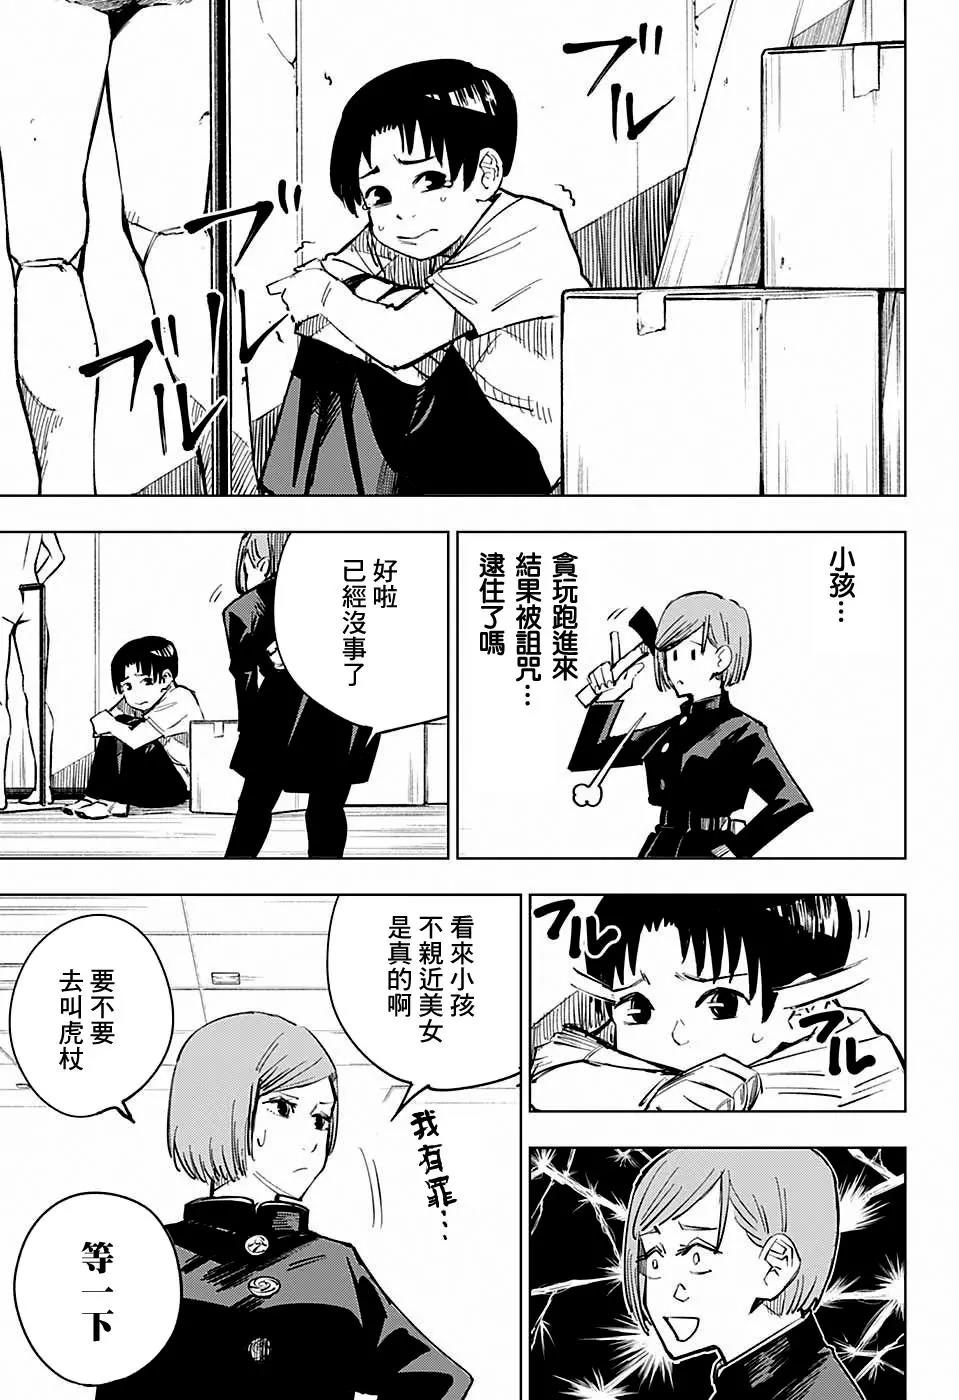 ブル
ブル
ブル
ブル
小孩…
貪玩跑進來
結果被詛咒…
逮住了嗎
好啦
已經沒事了
フル
フル
看來小孩
不親近美女
是真的啊
我有罪…
要不要
去叫虎杖
等一下